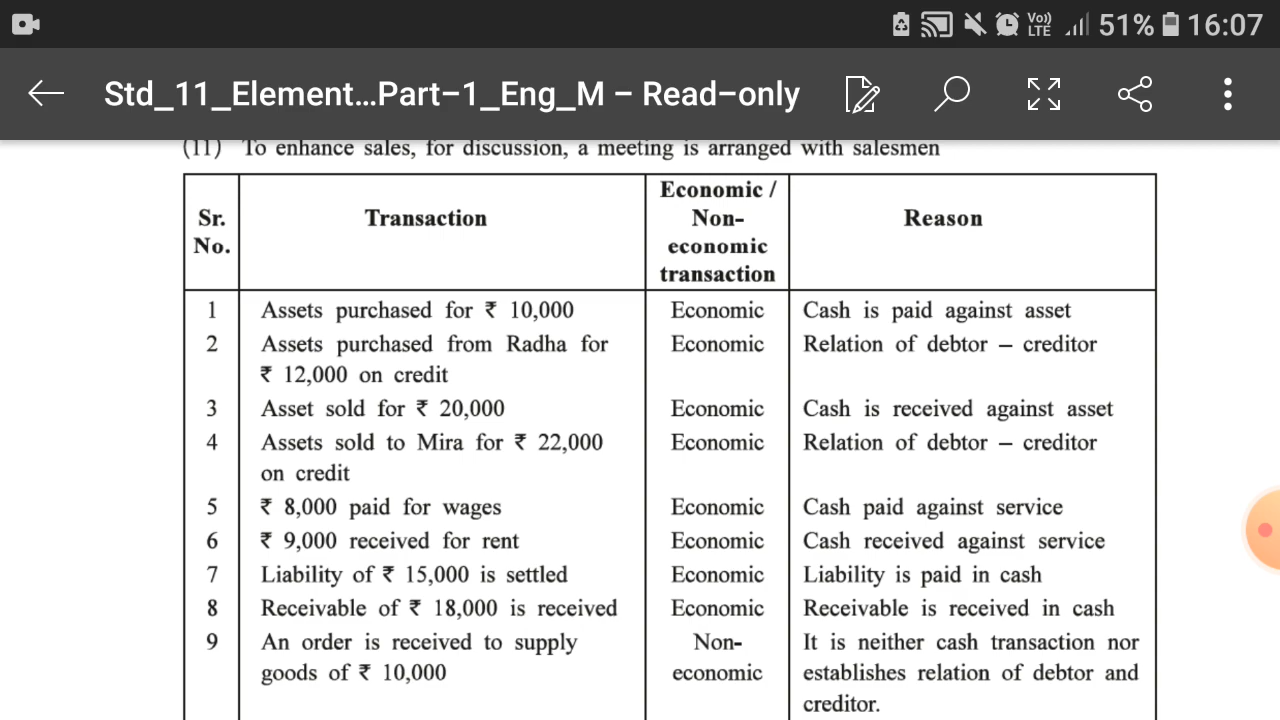 Vo)) LTE 51% 16:07
Std_11_Element...Part-1_Eng_M – Read-only
(11) To enhance sales, for discussion, a meeting is arranged with salesmen
Sr. No. Transaction Economic / Non-economic transaction Reason
1 Assets purchased for ₹ 10,000 Economic Cash is paid against asset
2 Assets purchased from Radha for Economic Relation of debtor – creditor
₹ 12,000 on credit
3 Asset sold for ₹ 20,000 Economic Cash is received against asset
4 Assets sold to Mira for ₹ 22,000 Economic Relation of debtor – creditor
on credit
5 ₹ 8,000 paid for wages Economic Cash paid against service
6 ₹ 9,000 received for rent Economic Cash received against service
7 Liability of ₹ 15,000 is settled Economic Liability is paid in cash
8 Receivable of ₹ 18,000 is received Economic Receivable is received in cash
9 An order is received to supply Non- It is neither cash transaction nor
goods of ₹ 10,000 economic establishes relation of debtor and
creditor.